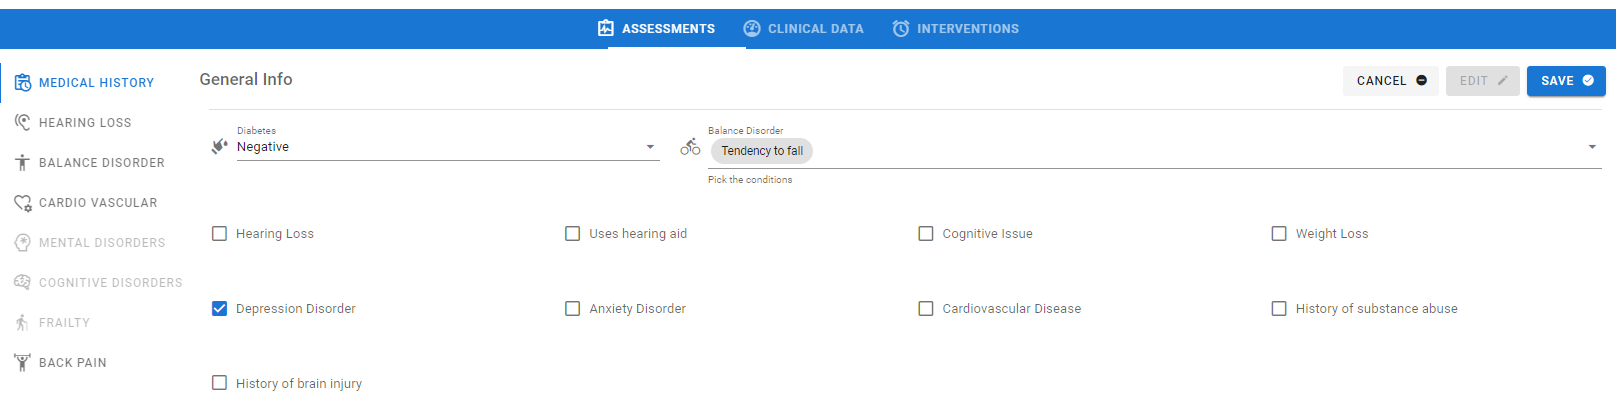 ASSESSMENTS CLINICAL DATA INTERVENTIONS
MEDICAL HISTORY
HEARING LOSS
BALANCE DISORDER
CARDIO VASCULAR
MENTAL DISORDERS
COGNITIVE DISORDERS
FRAILTY
BACK PAIN
General Info
CANCEL EDIT SAVE
Diabetes
Negative
Balance Disorder
Tendency to fall
Pick the conditions
Hearing Loss Uses hearing aid Cognitive Issue Weight Loss
Depression Disorder Anxiety Disorder Cardiovascular Disease History of substance abuse
History of brain injury